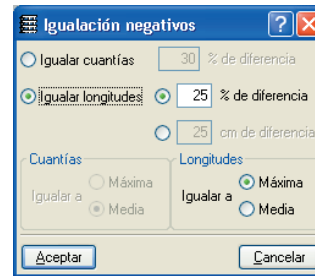 Igualación negativos
Igualar cuantías 30 % de diferencia
Igualar longitudes 25 % de diferencia
25 cm de diferencia
Cuantías
Igualar a
Máxima
Media
Longitudes
Igualar a
Máxima
Media
Aceptar
Cancelar